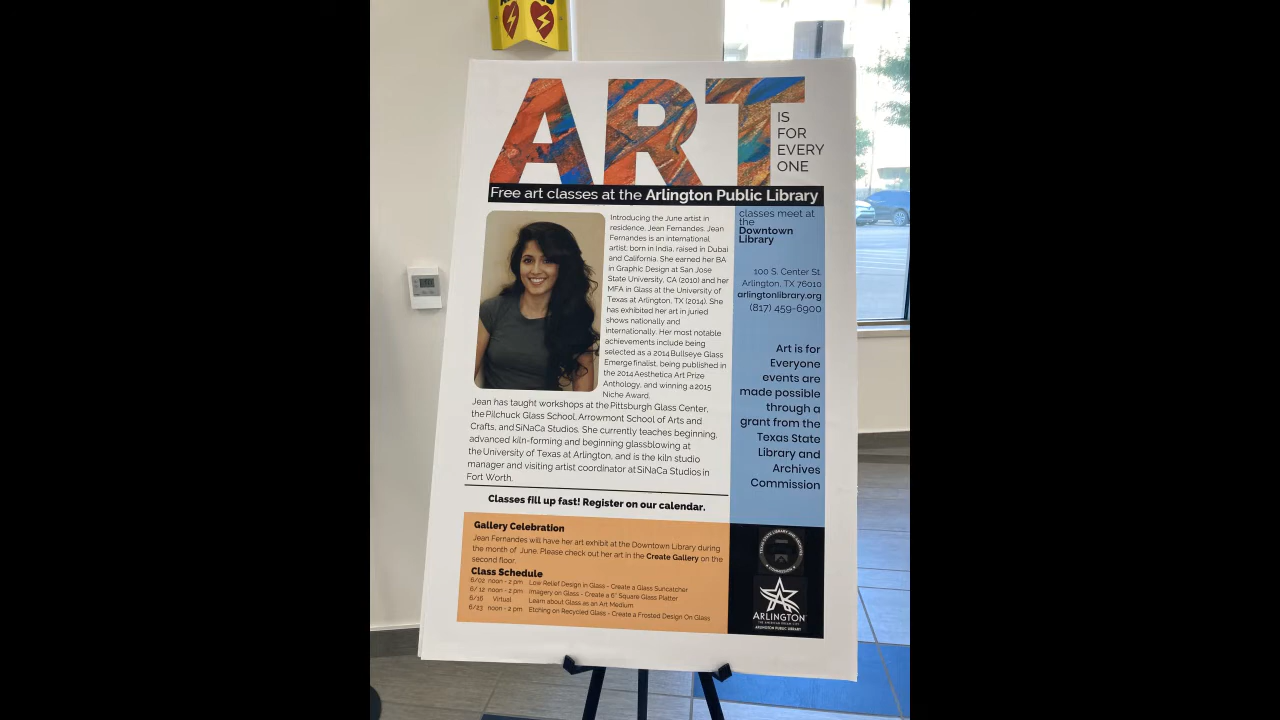 ART
IS
FOR
EVERY
ONE
Free art classes at the Arlington Public Library
Introducing the June artist in
residence, Jean Fernandes. Jean
Fernandes is an international
artist, born in India, raised in Dubai
and California. She earned her BA
in Graphic Design at San Jose
State University, CA (2010) and her
MFA in Glass at the University of
Texas at Arlington, TX (2014). She
has exhibited her art in juried
shows nationally and
internationally. Her most notable
achievements include being
selected as a 2014 Bullseye Glass
Emerge finalist, being published in
the 2014 Aesthetica Art Prize
Anthology, and winning a 2015
Niche Award.
Jean has taught workshops at the Pittsburgh Glass Center,
the Pilchuck Glass School, Arrowmont School of Arts and
Crafts, and SiNaCa Studios. She currently teaches beginning,
advanced kiln-forming and beginning glassblowing at
the University of Texas at Arlington, and is the kiln studio
manager and visiting artist coordinator at SiNaCa Studios in
Fort Worth.
Classes fill up fast! Register on our calendar.
classes meet at
the
Downtown
Library
100 S. Center St.
Arlington, TX 76010
arlingtonlibrary.org
(817) 459-6900
Art is for
Everyone
events are
made possible
through a
grant from the
Texas State
Library and
Archives
Commission
Gallery Celebration
Jean Fernandes will have her art exhibit at the Downtown Library during
the month of June. Please check out her art in the Create Gallery on the
second floor.
Class Schedule
6/02 noon - 2 pm Low Relief Design in Glass - Create a Glass Suncatcher
6/ 12 noon - 2 pm Imagery on Glass - Create a 6" Square Glass Platter
6/16 Virtual Learn about Glass as an Art Medium
6/23 noon - 2 pm Etching on Recycled Glass - Create a Frosted Design On Glass
TEXAS STATE LIBRARY AND ARCHIVES
COMMISSION
ARLINGTON
THE AMERICAN DREAM CITY
ARLINGTON PUBLIC LIBRARY